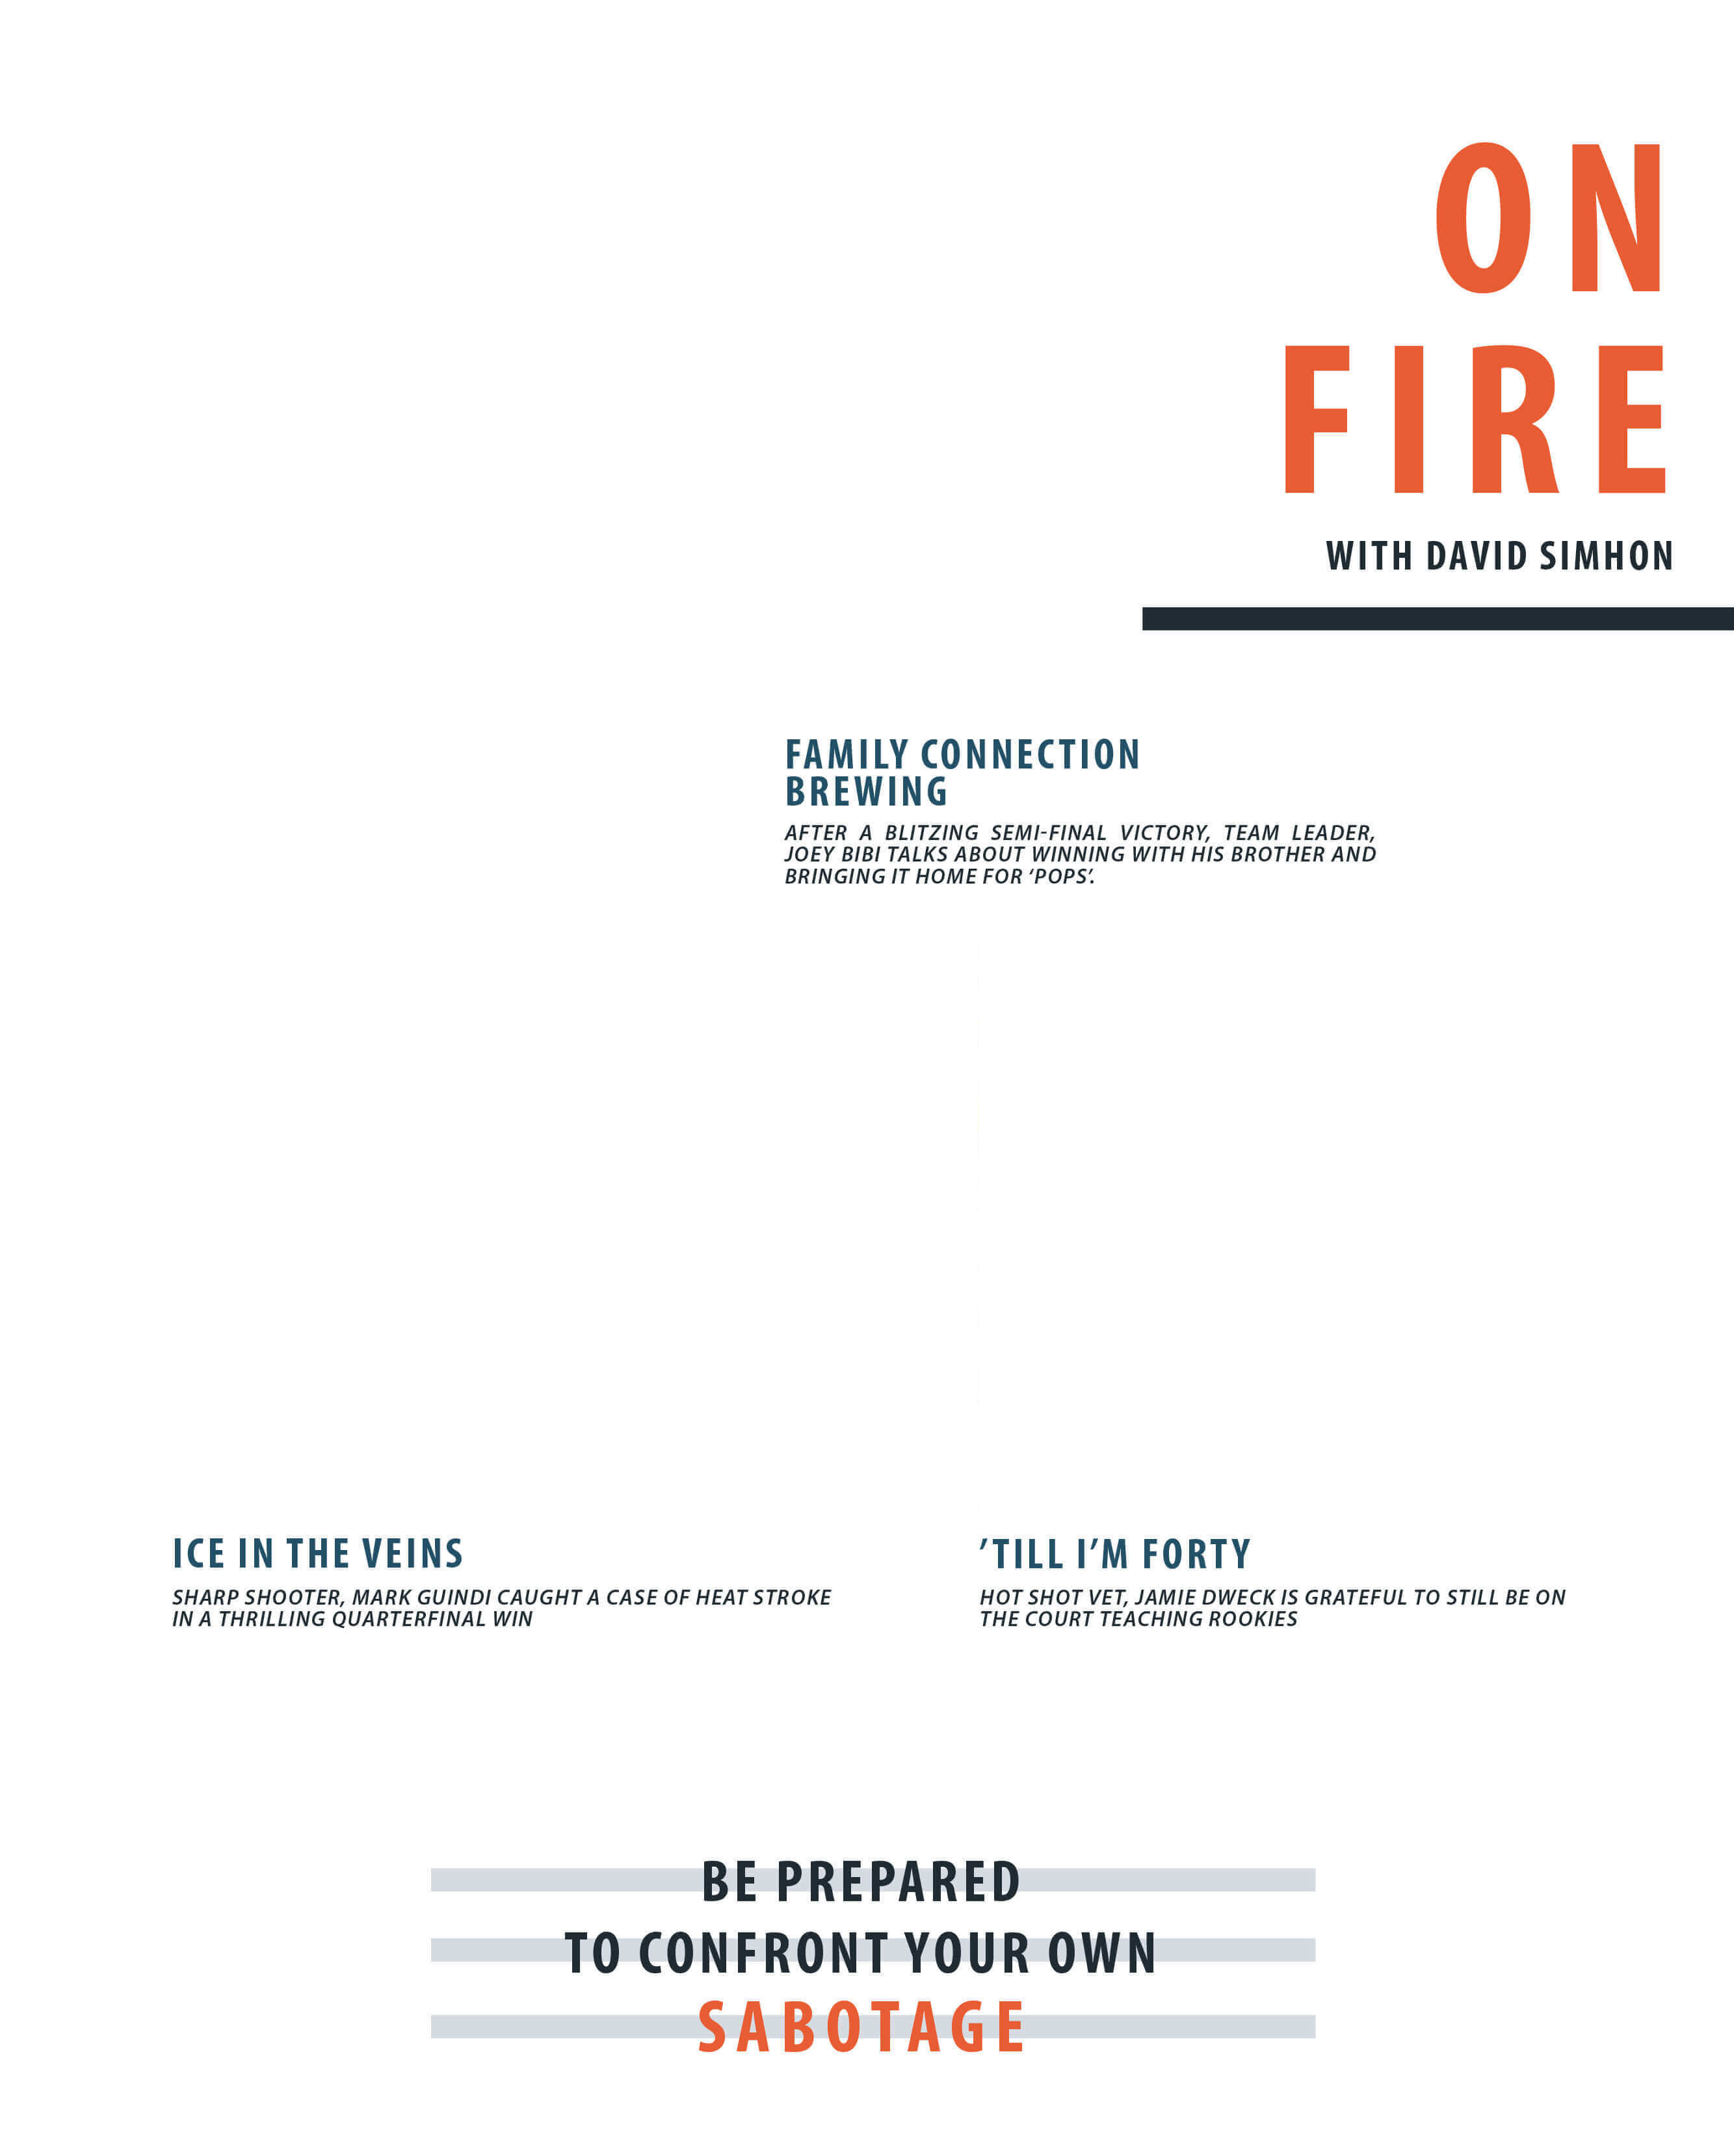 ON
FIRE
WITH DAVID SIMHON
FAMILY CONNECTION
BREWING
AFTER A BLITZING SEMI-FINAL VICTORY, TEAM LEADER,
JOEY BIBI TALKS ABOUT WINNING WITH HIS BROTHER AND
BRINGING IT HOME FOR ‘POPS’.
ICE IN THE VEINS
SHARP SHOOTER, MARK GUINDI CAUGHT A CASE OF HEAT STROKE
IN A THRILLING QUARTERFINAL WIN
’TILL I’M FORTY
HOT SHOT VET, JAMIE DWECK IS GRATEFUL TO STILL BE ON
THE COURT TEACHING ROOKIES
BE PREPARED
TO CONFRONT YOUR OWN
SABOTAGE